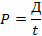 P = Д/t